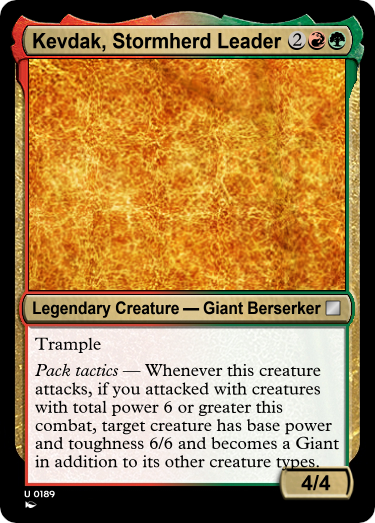 Kevdak, Stormherd Leader 2
Legendary Creature — Giant Berserker
Trample
Pack tactics — Whenever this creature
attacks, if you attacked with creatures
with total power 6 or greater this
combat, target creature has base power
and toughness 6/6 and becomes a Giant
in addition to its other creature types.
4/4
U 0189